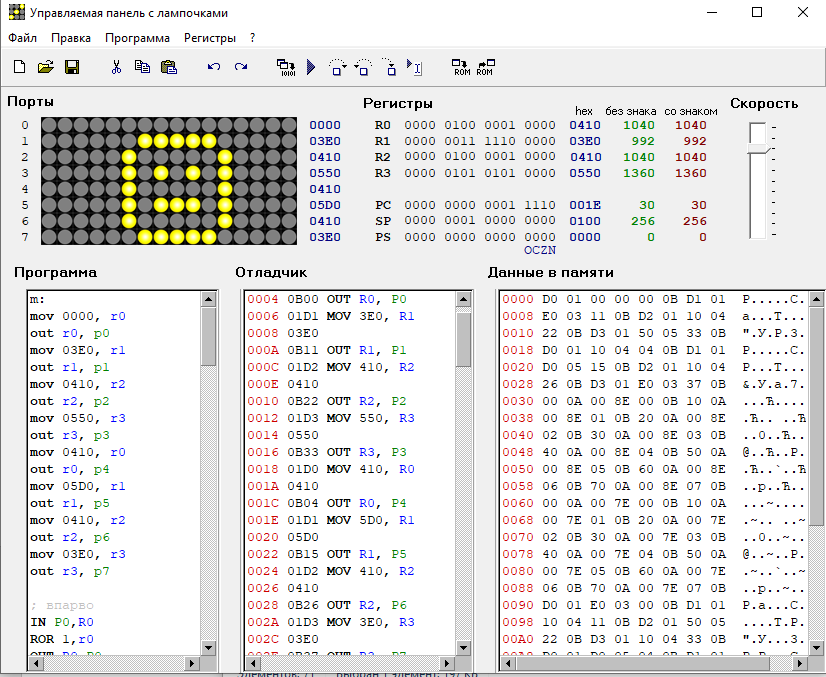 Управляемая панель с лампочками
Файл Правка Программа Регистры ?
ROM ROM
Порты Регистры hex без знака со знаком Скорость
0 0000 R0 0000 0100 0001 0000 0410 1040 1040
1 03E0 R1 0000 0011 1110 0000 03E0 992 992
2 0410 R2 0000 0100 0001 0000 0410 1040 1040
3 0550 R3 0000 0101 0101 0000 0550 1360 1360
4 0410
5 05D0 PC 0000 0000 0001 1110 001E 30 30
6 0410 SP 0000 0001 0000 0000 0100 256 256
7 03E0 PS 0000 0000 0000 0000 0000 0 0
OCZN
Программа
m:
mov 0000, r0
out r0, p0
mov 03E0, r1
out r1, p1
mov 0410, r2
out r2, p2
mov 0550, r3
out r3, p3
mov 0410, r0
out r0, p4
mov 05D0, r1
out r1, p5
mov 0410, r2
out r2, p6
mov 03E0, r3
out r3, p7
; впарво
IN P0,R0
ROR 1,r0
OUT R0,P0
Отладчик
0004 0B00 OUT R0, P0
0006 01D1 MOV 3E0, R1
0008 03E0
000A 0B11 OUT R1, P1
000C 01D2 MOV 410, R2
000E 0410
0010 0B22 OUT R2, P2
0012 01D3 MOV 550, R3
0014 0550
0016 0B33 OUT R3, P3
0018 01D0 MOV 410, R0
001A 0410
001C 0B04 OUT R0, P4
001E 01D1 MOV 5D0, R1
0020 05D0
0022 0B15 OUT R1, P5
0024 01D2 MOV 410, R2
0026 0410
0028 0B26 OUT R2, P6
002A 01D3 MOV 3E0, R3
002C 03E0
002E 0B37 OUT R3, P7
Данные в памяти
0000 D0 01 00 00 00 0B D1 01 Р.....С.
0008 E0 03 11 0B D2 01 10 04 а...Т...
0010 22 0B D3 01 50 05 33 0B ".У.P.3.
0018 D0 01 10 04 04 0B D1 01 Р.....С.
0020 D0 05 15 0B D2 01 10 04 Р...Т...
0028 26 0B D3 01 E0 03 37 0B &.У.а.7.
0030 00 0A 00 8E 00 0B 10 0A ...Ћ....
0038 00 8E 01 0B 20 0A 00 8E .Ћ.. ..Ћ
0040 02 0B 30 0A 00 8E 03 0B ..0..Ћ..
0048 40 0A 00 8E 04 0B 50 0A @..Ћ..P.
0050 00 8E 05 0B 60 0A 00 8E .Ћ..`..Ћ
0058 06 0B 70 0A 00 8E 07 0B ..p..Ћ..
0060 00 0A 00 7E 00 0B 10 0A ...~....
0068 00 7E 01 0B 20 0A 00 7E .~.. ..~
0070 02 0B 30 0A 00 7E 03 0B ..0..~..
0078 40 0A 00 7E 04 0B 50 0A @..~..P.
0080 00 7E 05 0B 60 0A 00 7E .~..`..~
0088 06 0B 70 0A 00 7E 07 0B ..p..~..
0090 D0 01 E0 03 00 0B D1 01 Р.а...С.
0098 10 04 11 0B D2 01 50 05 ....Т.P.
00A0 22 0B D3 01 10 04 33 0B ".У...3.